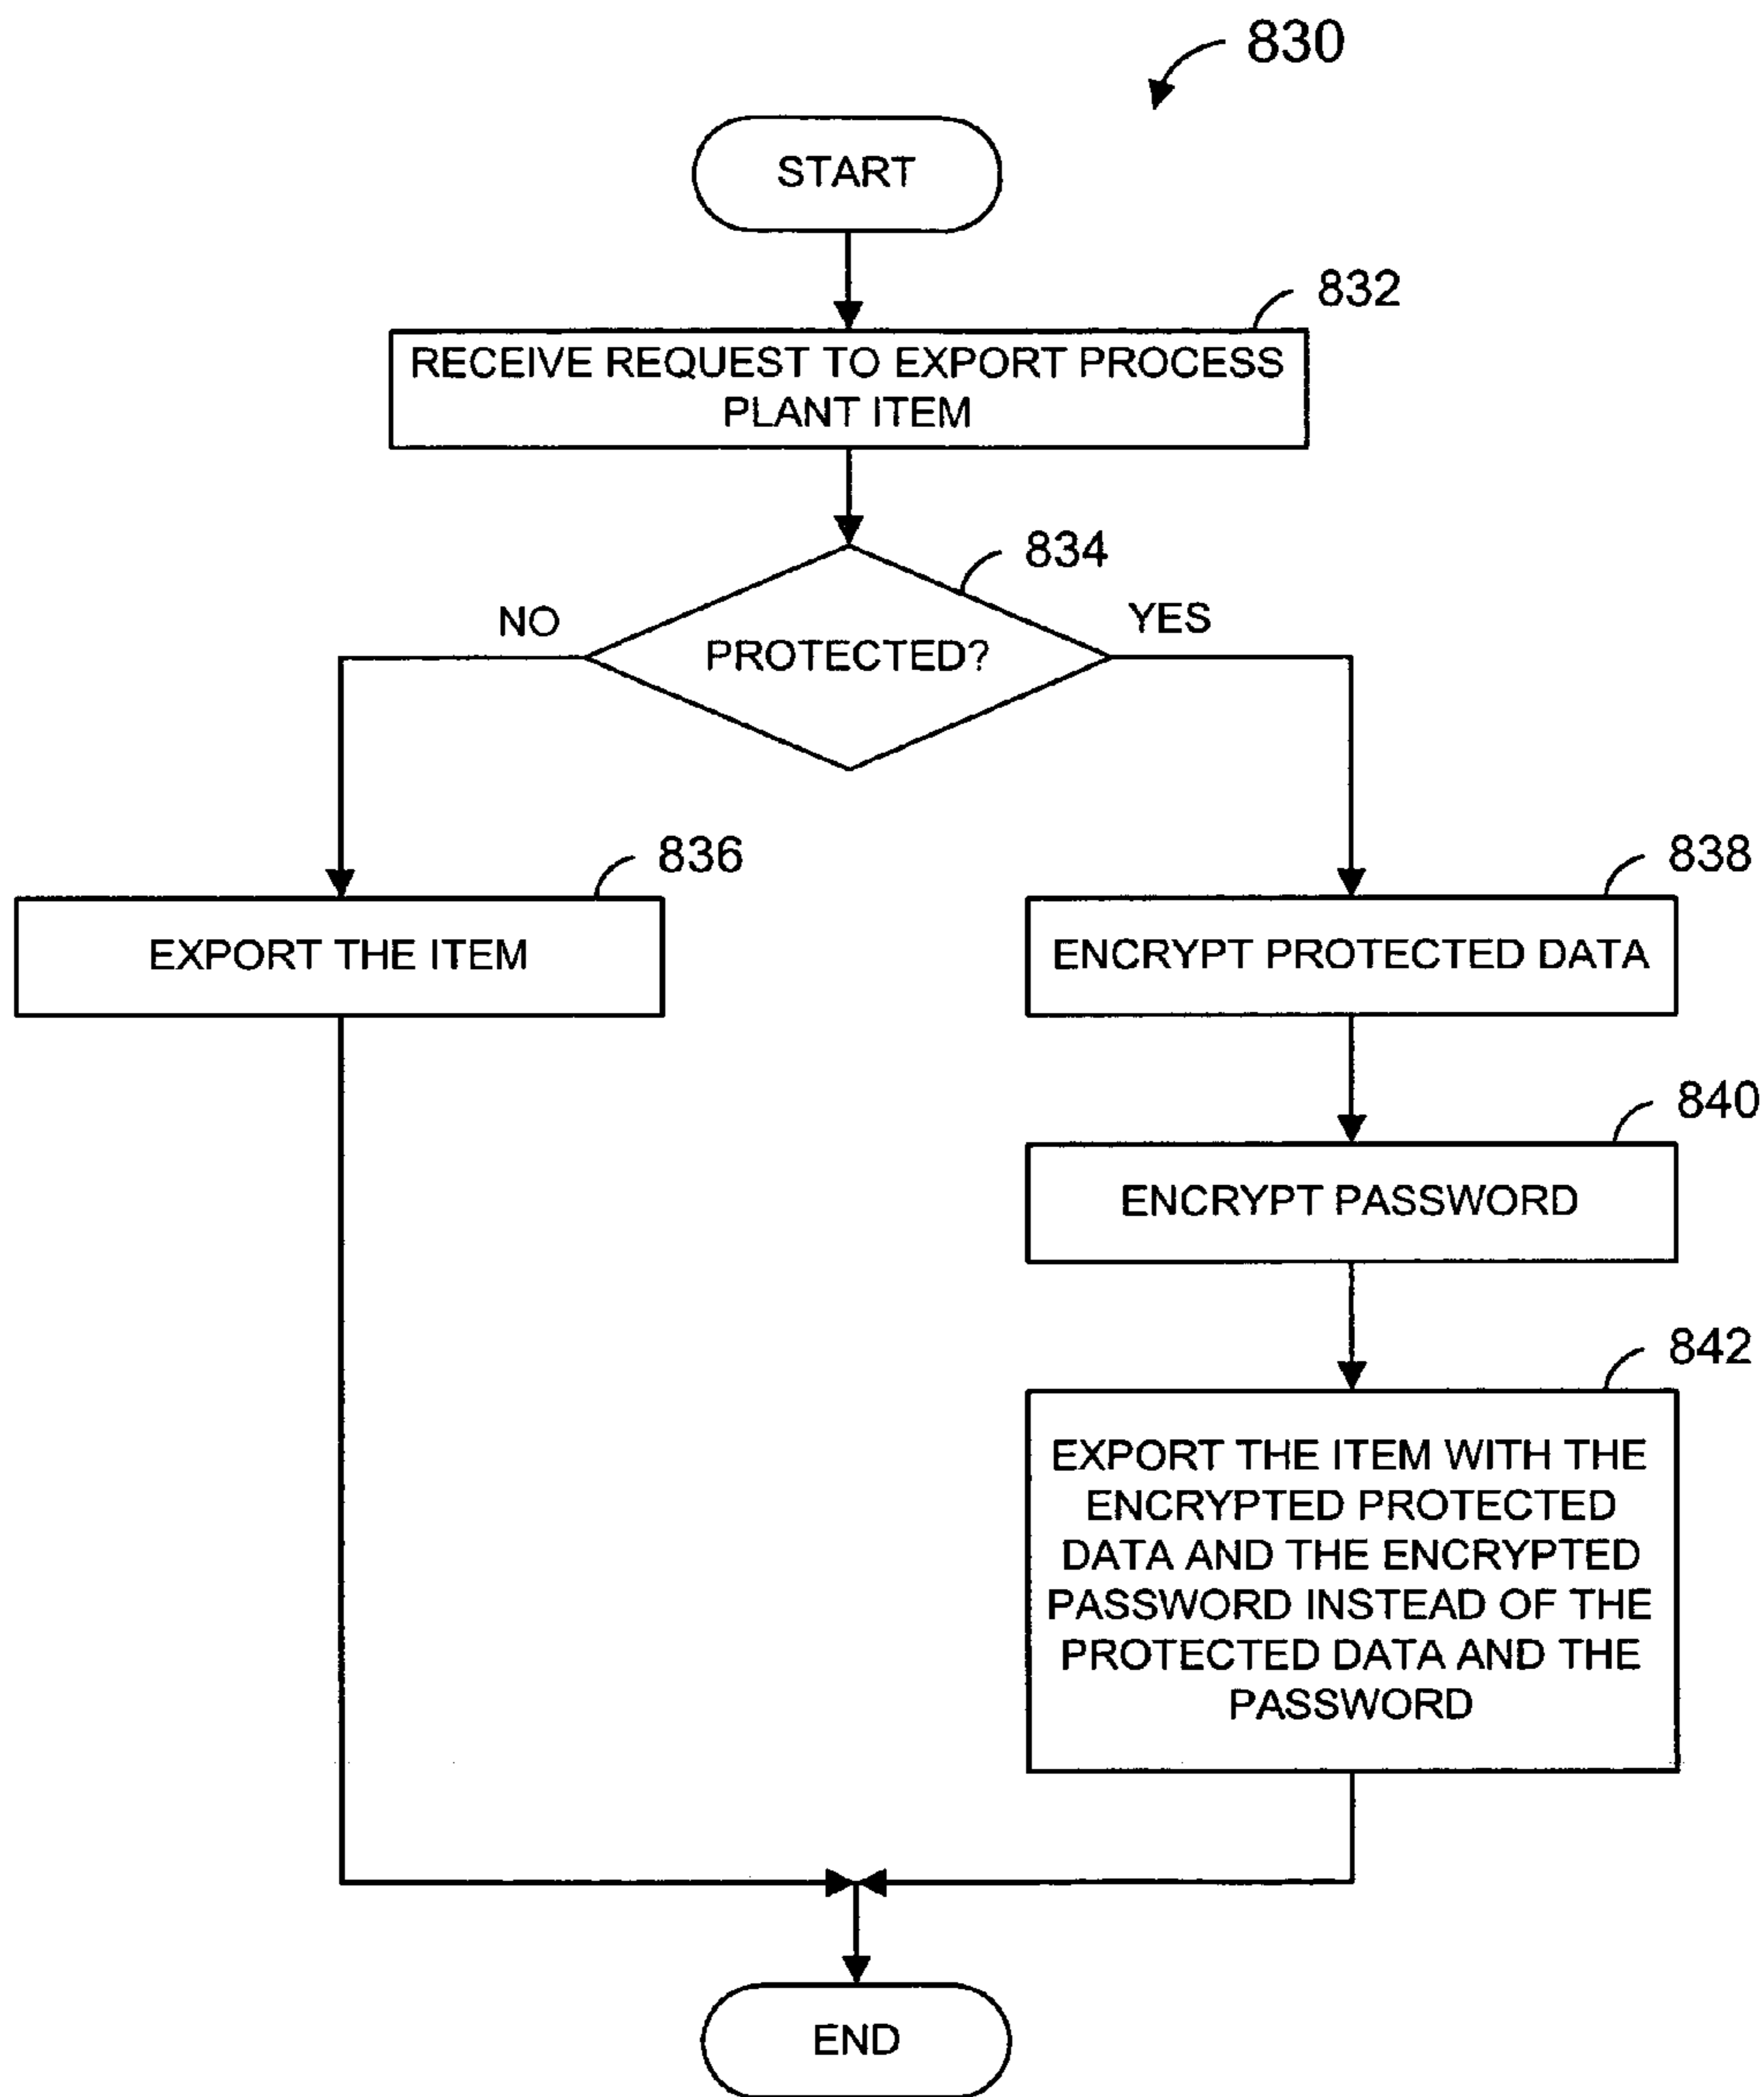 830
START
832
RECEIVE REQUEST TO EXPORT PROCESS
PLANT ITEM
834
NO
YES
PROTECTED?
836
838
EXPORT THE ITEM
ENCRYPT PROTECTED DATA
840
ENCRYPT PASSWORD
842
EXPORT THE ITEM WITH THE
ENCRYPTED PROTECTED
DATA AND THE ENCRYPTED
PASSWORD INSTEAD OF THE
PROTECTED DATA AND THE
PASSWORD
END